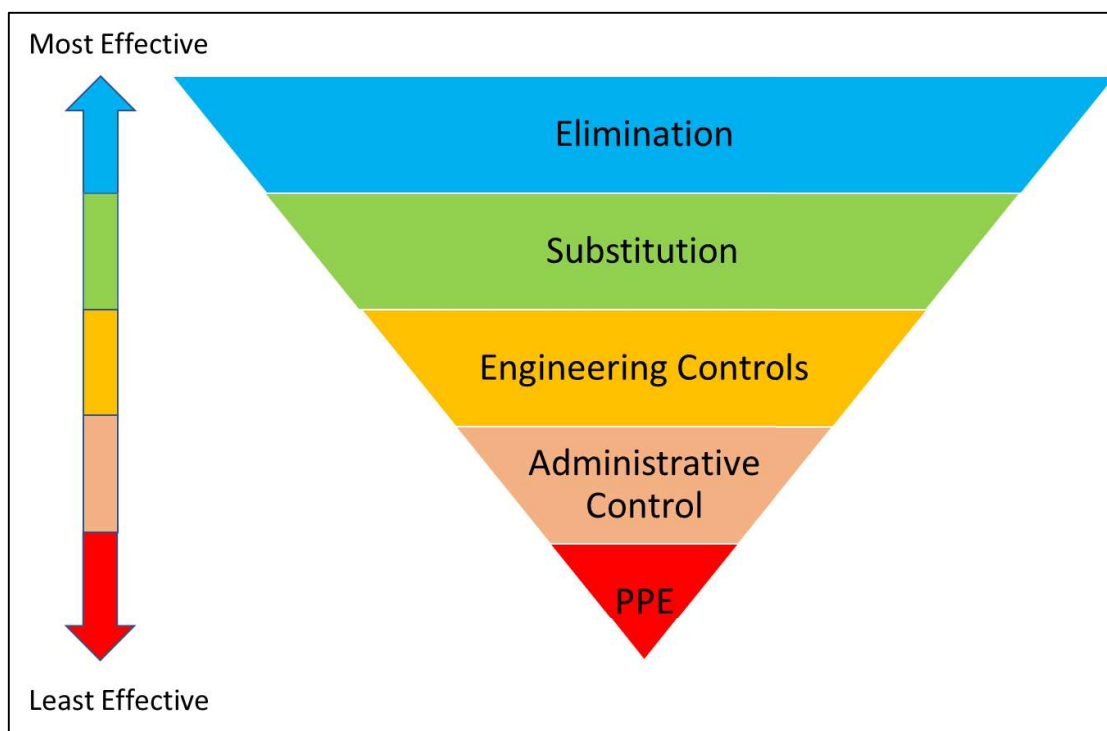 Most Effective
Elimination
Substitution
Engineering Controls
Administrative
Control
PPE
Least Effective